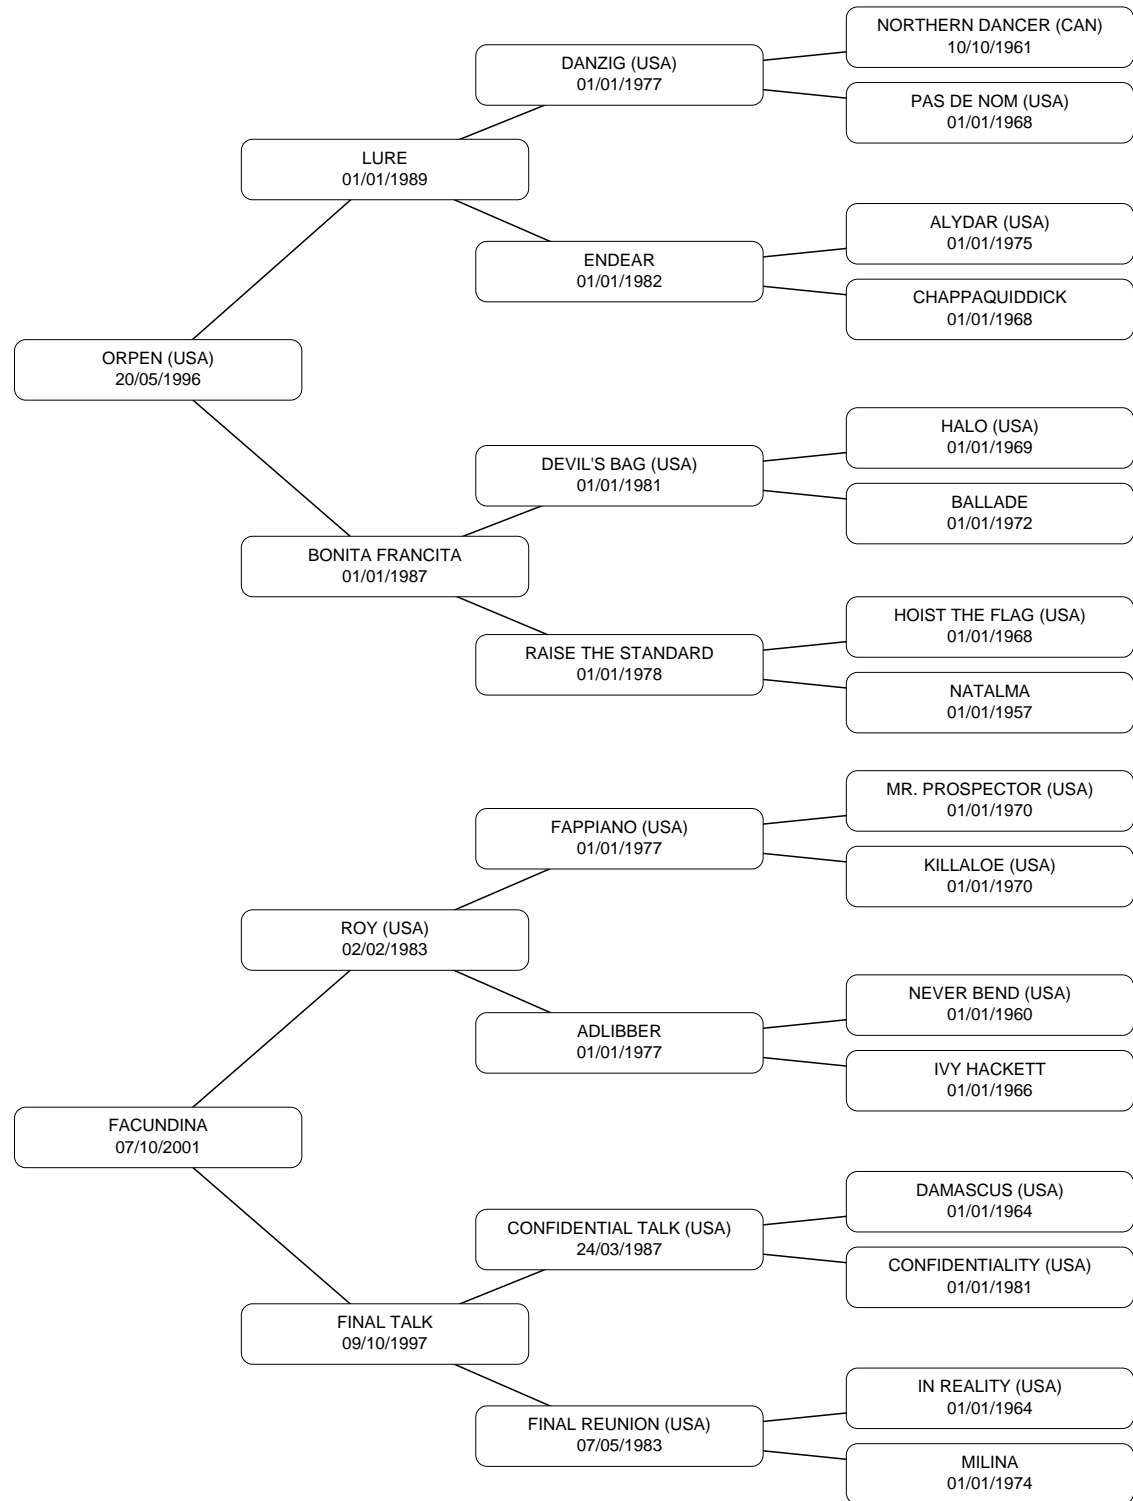 NORTHERN DANCER (CAN)
10/10/1961
DANZIG (USA)
01/01/1977
PAS DE NOM (USA)
01/01/1968
LURE
01/01/1989
ALYDAR (USA)
01/01/1975
ENDEAR
01/01/1982
CHAPPAQUIDDICK
01/01/1968
ORPEN (USA)
20/05/1996
HALO (USA)
01/01/1969
DEVIL'S BAG (USA)
01/01/1981
BALLADE
01/01/1972
BONITA FRANCITA
01/01/1987
HOIST THE FLAG (USA)
01/01/1968
RAISE THE STANDARD
01/01/1978
NATALMA
01/01/1957
MR. PROSPECTOR (USA)
01/01/1970
FAPPIANO (USA)
01/01/1977
KILLALOE (USA)
01/01/1970
ROY (USA)
02/02/1983
NEVER BEND (USA)
01/01/1960
ADLIBBER
01/01/1977
IVY HACKETT
01/01/1966
FACUNDINA
07/10/2001
DAMASCUS (USA)
01/01/1964
CONFIDENTIAL TALK (USA)
24/03/1987
CONFIDENTIALITY (USA)
01/01/1981
FINAL TALK
09/10/1997
IN REALITY (USA)
01/01/1964
FINAL REUNION (USA)
07/05/1983
MILINA
01/01/1974